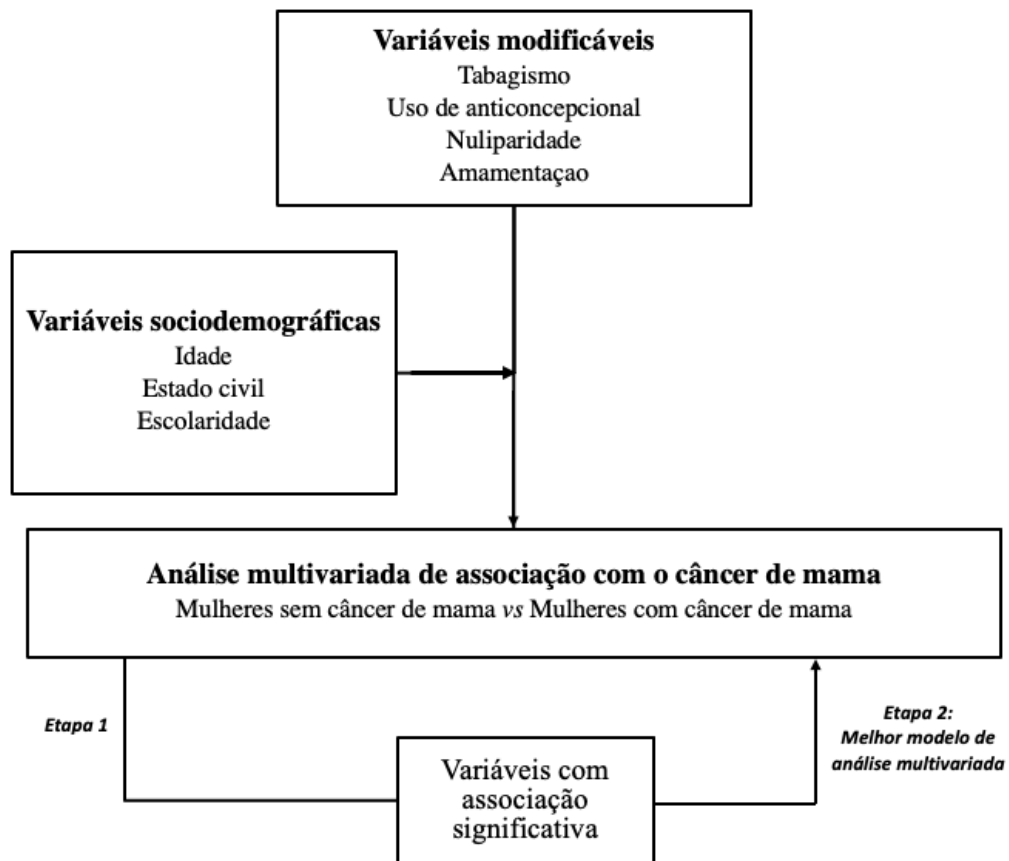 Variáveis modificáveis
Tabagismo
Uso de anticoncepcional
Nuliparidade
Amamentaçao
Variáveis sociodemográficas
Idade
Estado civil
Escolaridade
Análise multivariada de associação com o câncer de mama
Mulheres sem câncer de mama vs Mulheres com câncer de mama
Etapa 1
Variáveis com
associação
significativa
Etapa 2:
Melhor modelo de
análise multivariada